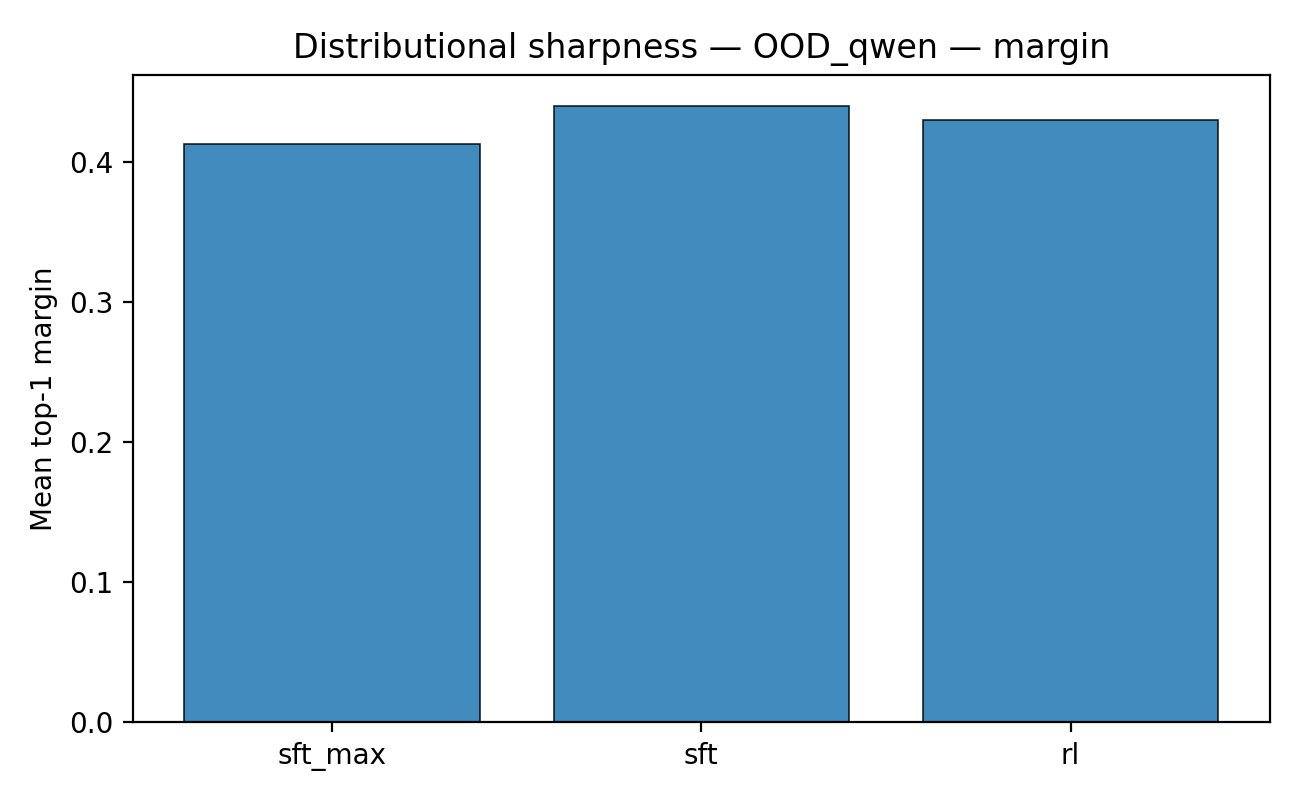 Distributional sharpness — OOD_qwen — margin
Mean top-1 margin
0.4
0.3
0.2
0.1
0.0
sft_max
sft
rl